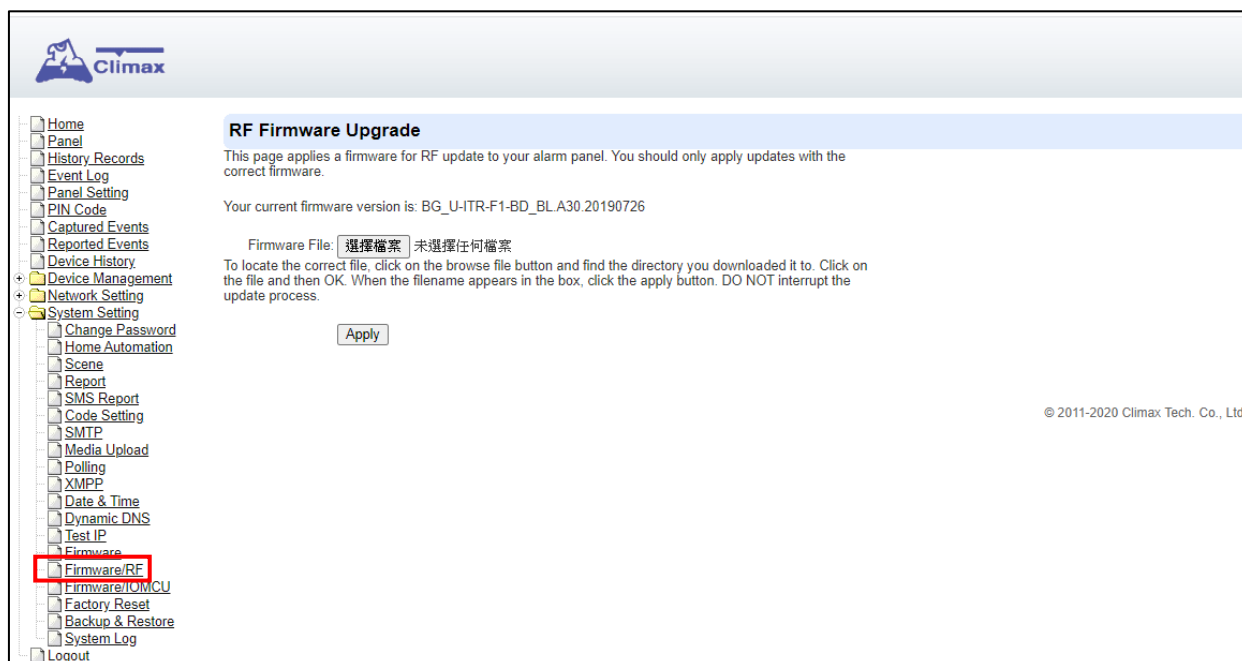 Climax
Home
Panel
History Records
Event Log
Panel Setting
PIN Code
Captured Events
Reported Events
Device History
Device Management
Network Setting
System Setting
Change Password
Home Automation
Scene
Report
SMS Report
Code Setting
SMTP
Media Upload
Polling
XMPP
Date & Time
Dynamic DNS
Test IP
Firmware
Firmware/RF
Firmware/IOMCU
Factory Reset
Backup & Restore
System Log
Logout
RF Firmware Upgrade
This page applies a firmware for RF update to your alarm panel. You should only apply updates with the
correct firmware.
Your current firmware version is: BG_U-ITR-F1-BD_BL.A30.20190726
Firmware File: 選擇檔案 未選擇任何檔案
To locate the correct file, click on the browse file button and find the directory you downloaded it to. Click on
the file and then OK. When the filename appears in the box, click the apply button. DO NOT interrupt the
update process.
Apply
© 2011-2020 Climax Tech. Co., Ltd